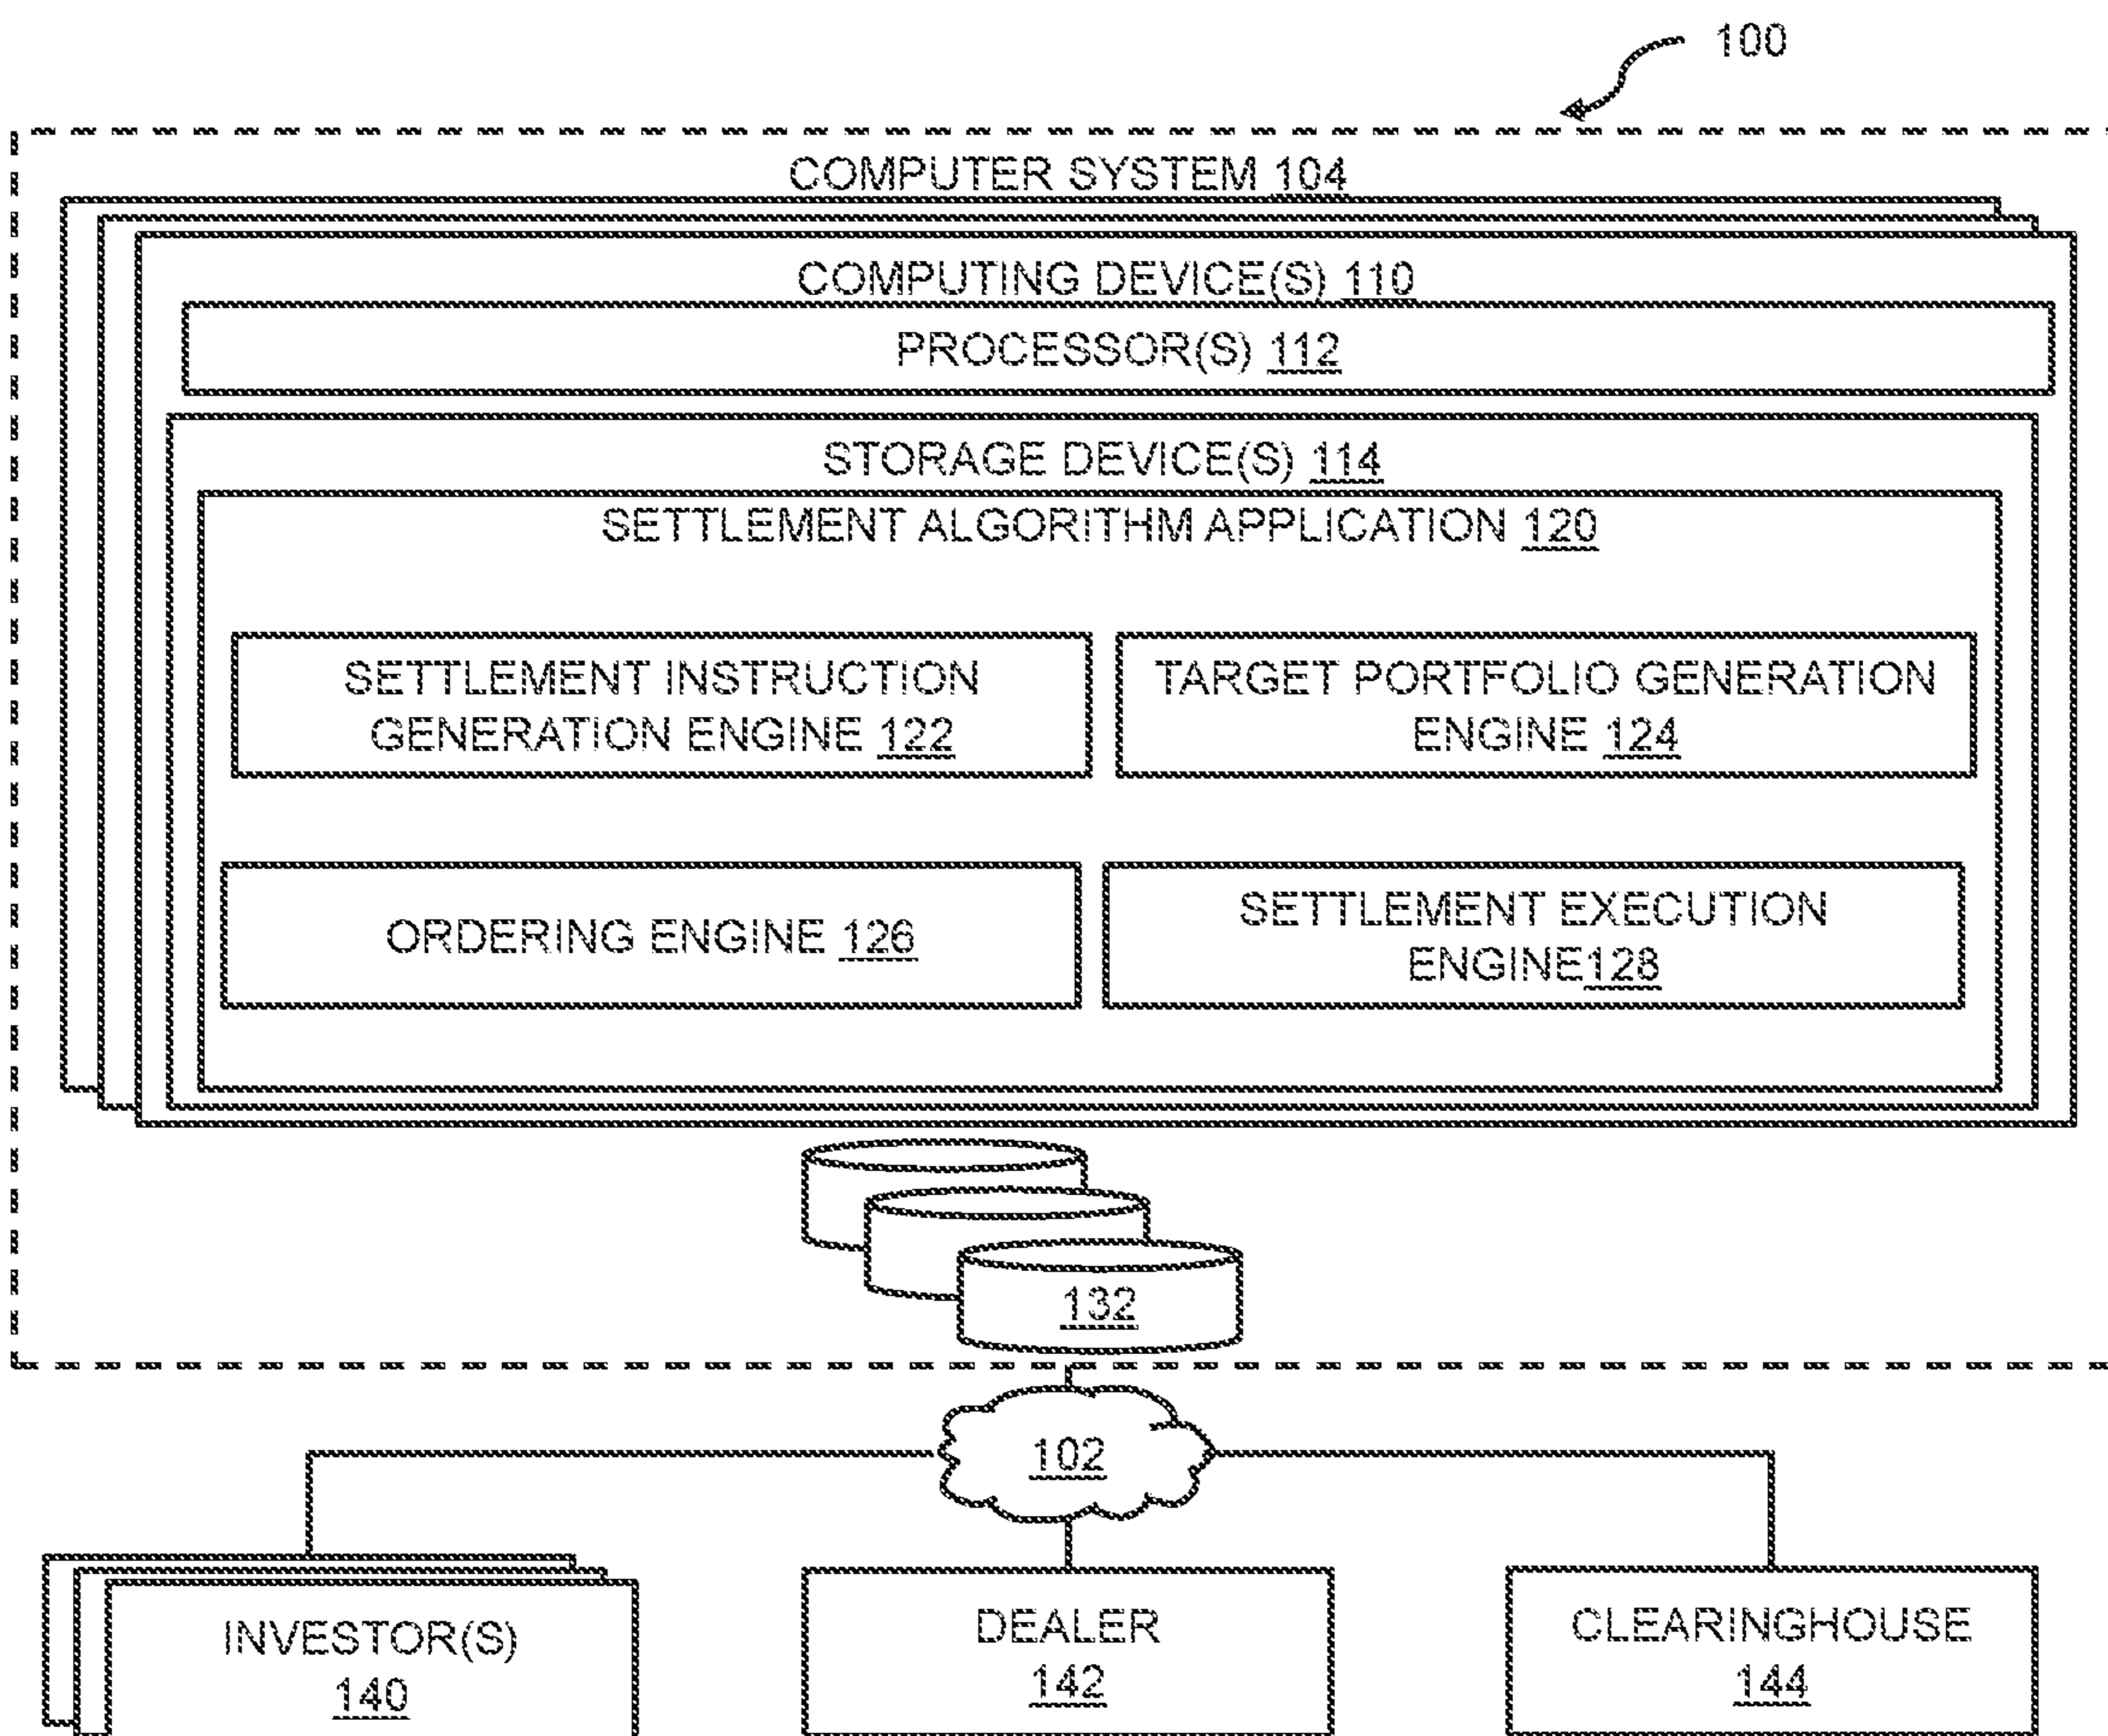 100
COMPUTER SYSTEM 104
COMPUTING DEVICE(S) 110
PROCESSOR(S) 112
STORAGE DEVICE(S) 114
SETTLEMENT ALGORITHM APPLICATION 120
SETTLEMENT INSTRUCTION
GENERATION ENGINE 122
TARGET PORTFOLIO GENERATION
ENGINE 124
ORDERING ENGINE 126
SETTLEMENT EXECUTION
ENGINE128
132
102
INVESTOR(S)
140
DEALER
142
CLEARINGHOUSE
144